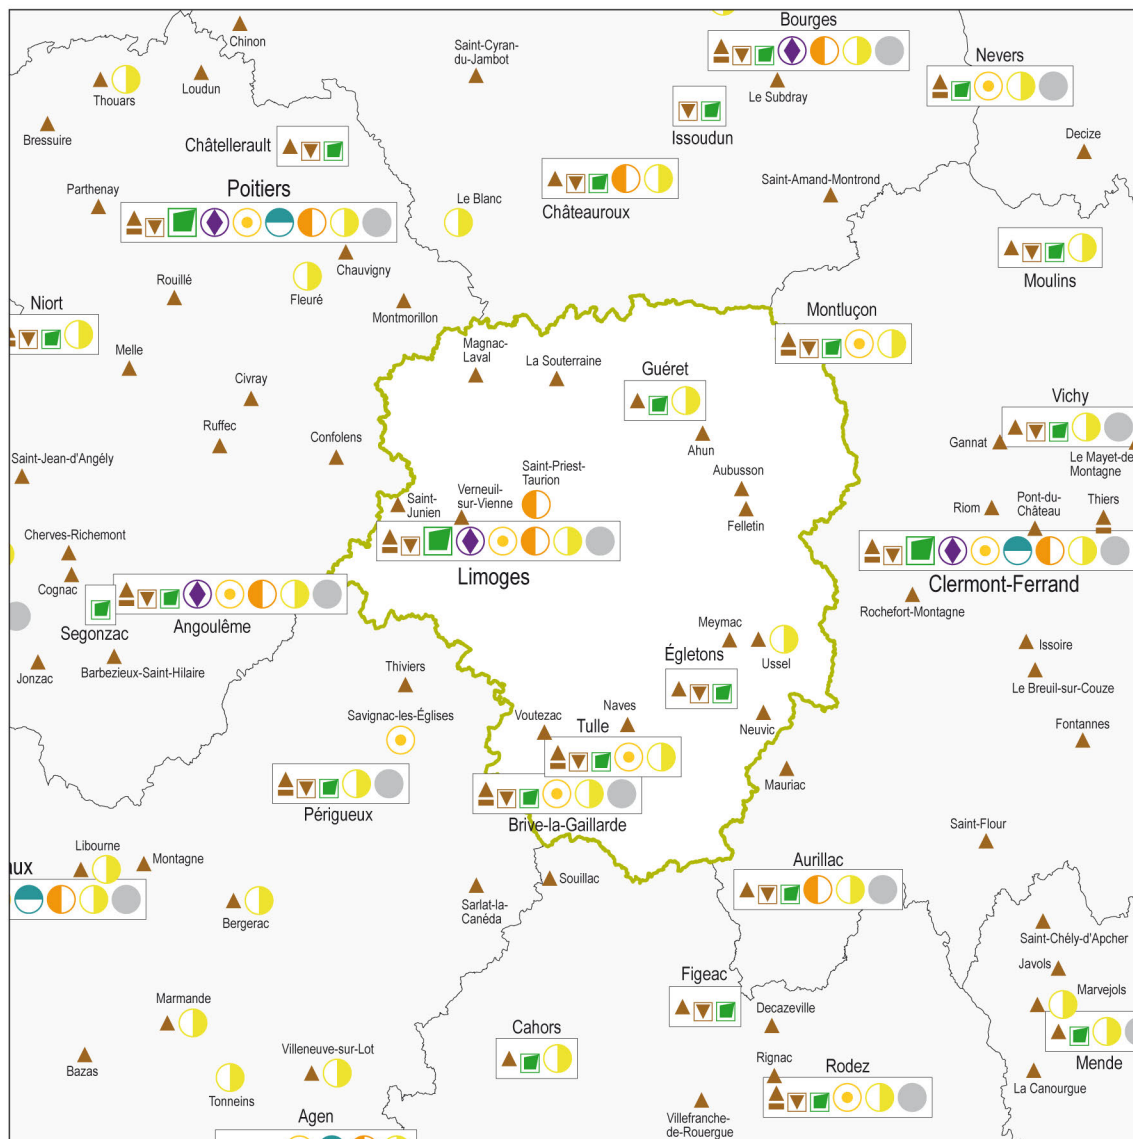 Chinon
Saint-Cyran-
du-Jambot
Bourges
Nevers
Thouars
Loudun
Le Subdray
Bressuire
Châtellerault
Issoudun
Decize
Parthenay
Poitiers
Le Blanc
Châteauroux
Saint-Amand-Montrond
Chauvigny
Moulins
Rouillé
Fleuré
Niort
Montmorillon
Montluçon
Melle
Magnac-
Laval
La Souterraine
Guéret
Civray
Vichy
Ruffec
Confolens
Ahun
Gannat
Le Mayet-de-
Montagne
Saint-Jean-d'Angély
Saint-Priest-
Taurion
Aubusson
Saint-
Junien
Verneuil-
sur-Vienne
Felletin
Riom
Pont-du-
Château
Thiers
Cherves-Richemont
Limoges
Clermont-Ferrand
Cognac
Rochefort-Montagne
Segonzac
Angoulême
Meymac
Ussel
Issoire
Jonzac
Barbezieux-Saint-Hilaire
Thiviers
Égletons
Le Breuil-sur-Couze
Savignac-les-Églises
Voutezac
Naves
Tulle
Neuvic
Fontannes
Périgueux
Brive-la-Gaillarde
Mauriac
Saint-Flour
Libourne
Montagne
aux
Aurillac
Souillac
Sarlat-la-
Canéda
Bergerac
Saint-Chély-d'Apcher
Javols
Figeac
Marmande
Decazeville
Marvejols
Cahors
Bazas
Villeneuve-sur-Lot
Rignac
Rodez
Mende
Tonneins
La Canourgue
Agen
Villefranche-
de-Rouergue